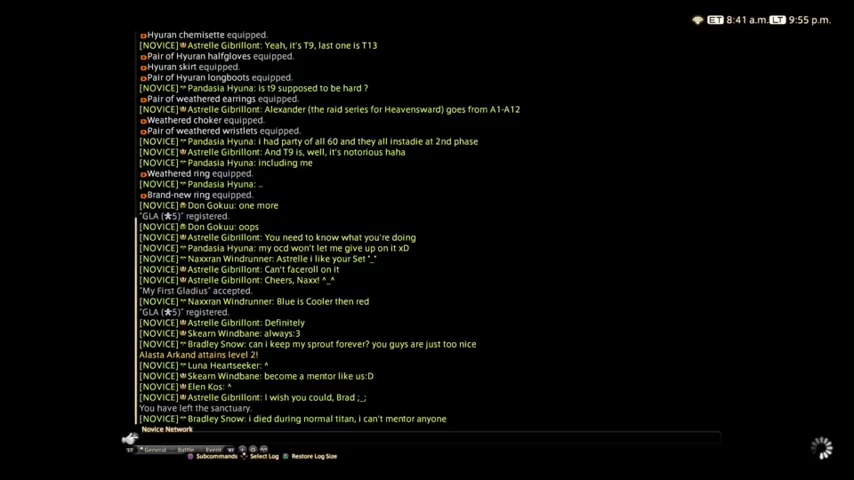 ET 8:41 a.m. LT 9:55 p.m.
Hyuran chemisette equipped.
[NOVICE] Astrelle Gibrillont: Yeah, it's T9, last one is T13
Pair of Hyuran halfgloves equipped.
Hyuran skirt equipped.
Pair of Hyuran longboots equipped.
[NOVICE] Pandasia Hyuna: is t9 supposed to be hard ?
Pair of weathered earrings equipped.
[NOVICE] Astrelle Gibrillont: Alexander (the raid series for Heavensward) goes from A1-A12
Weathered choker equipped.
Pair of weathered wristlets equipped.
[NOVICE] Pandasia Hyuna: i had party of all 60 and they all instadie at 2nd phase
[NOVICE] Astrelle Gibrillont: And T9 is, well, it's notorious haha
[NOVICE] Pandasia Hyuna: including me
Weathered ring equipped.
[NOVICE] Pandasia Hyuna: ..
Brand-new ring equipped.
[NOVICE] Don Gokuu: one more
"GLA (★5)" registered.
[NOVICE] Don Gokuu: oops
[NOVICE] Astrelle Gibrillont: You need to know what you're doing
[NOVICE] Pandasia Hyuna: my ocd won't let me give up on it xD
[NOVICE] Naxxran Windrunner: Astrelle i like your Set "_"
[NOVICE] Astrelle Gibrillont: Can't faceroll on it
[NOVICE] Astrelle Gibrillont: Cheers, Naxx! ^_^
"My First Gladius" accepted.
[NOVICE] Naxxran Windrunner: Blue is Cooler then red
"GLA (★5)" registered.
[NOVICE] Astrelle Gibrillont: Definitely
[NOVICE] Skearn Windbane: always:3
[NOVICE] Bradley Snow: can i keep my sprout forever? you guys are just too nice
Alasta Arkand attains level 2!
[NOVICE] Luna Heartseeker: ^
[NOVICE] Skearn Windbane: become a mentor like us:D
[NOVICE] Elen Kos: ^
[NOVICE] Astrelle Gibrillont: I wish you could, Brad ;_;
You have left the sanctuary.
[NOVICE] Bradley Snow: i died during normal titan, i can't mentor anyone
Novice Network
General Battle Event
Subcommands Select Log Restore Log Size